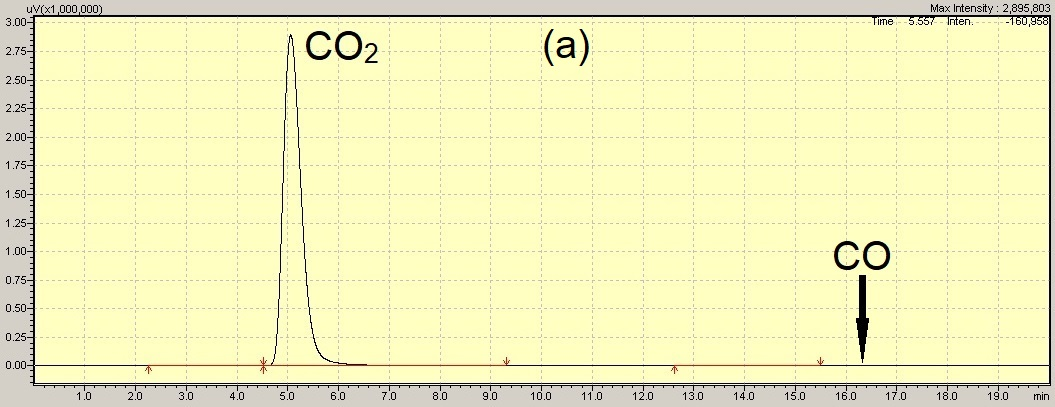 uV(x1,000,000)
Max Intensity : 2,895,803
Time 5.557 Inten. -160,958
3.00
2.75
2.50
2.25
2.00
1.75
1.50
1.25
1.00
0.75
0.50
0.25
0.00
CO₂
(a)
CO
1.0 2.0 3.0 4.0 5.0 6.0 7.0 8.0 9.0 10.0 11.0 12.0 13.0 14.0 15.0 16.0 17.0 18.0 19.0 min